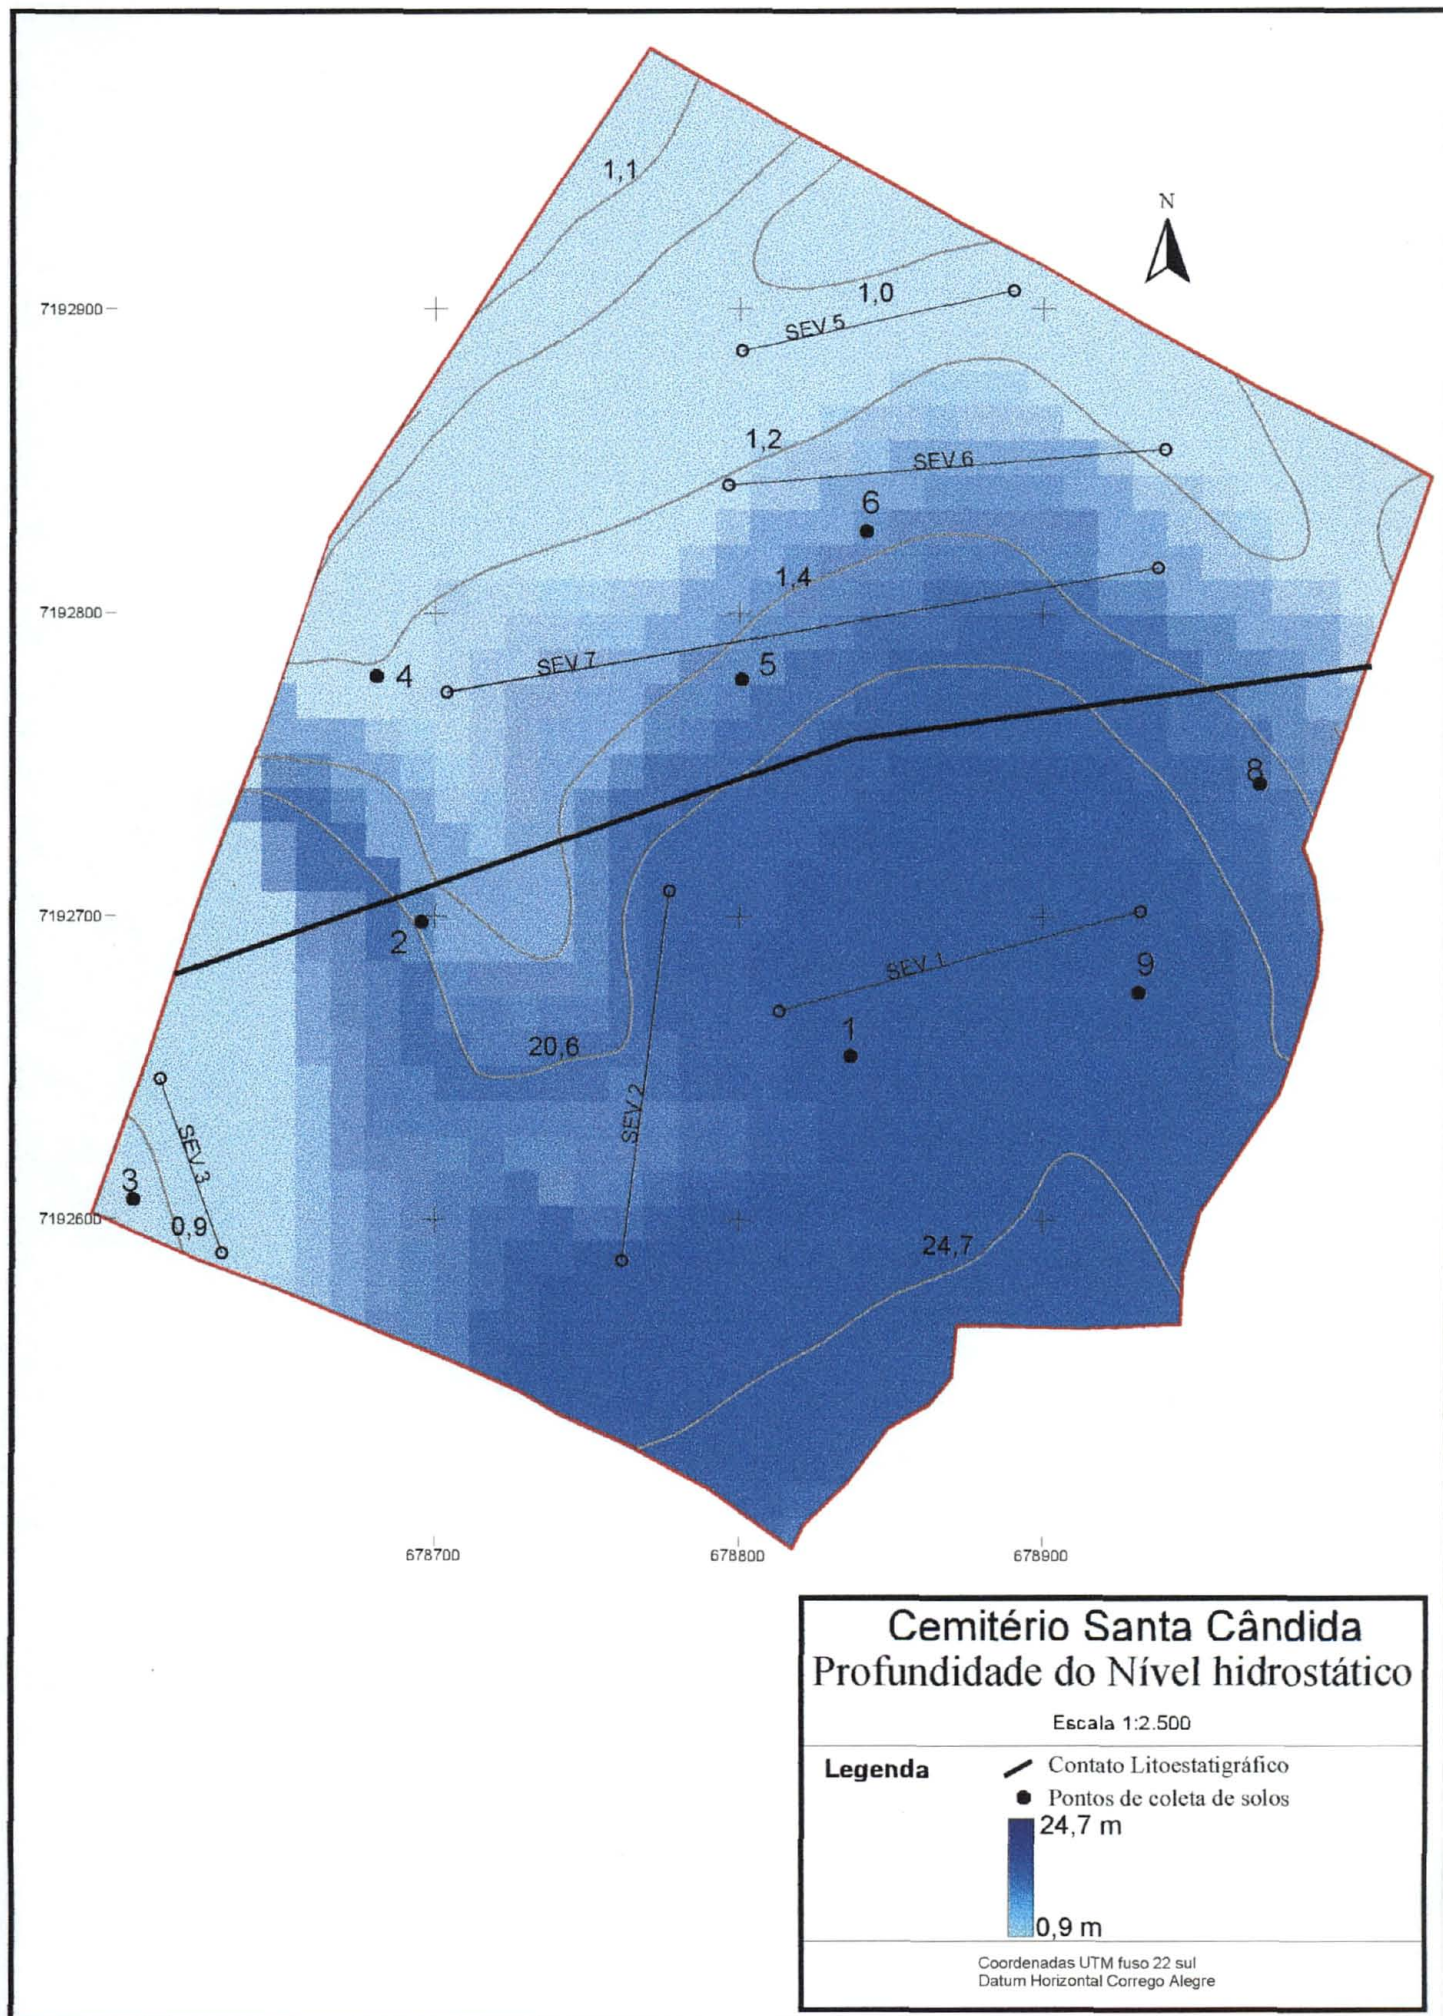 N
1,1
1,0
7192900
SEV 5
1,2
SEV 6
6
1,4
7192800
SEV 7
5
4
8
7192700
2
SEV 1
9
1
20,6
SEV 2
SEV 3
3
7192600
0,9
24,7
678700
678800
678900
Cemitério Santa Cândida
Profundidade do Nível hidrostático
Escala 1:2.500
Legenda
Contato Litoestatigráfico
Pontos de coleta de solos
24,7 m
0,9 m
Coordenadas UTM fuso 22 sul
Datum Horizontal Corrego Alegre